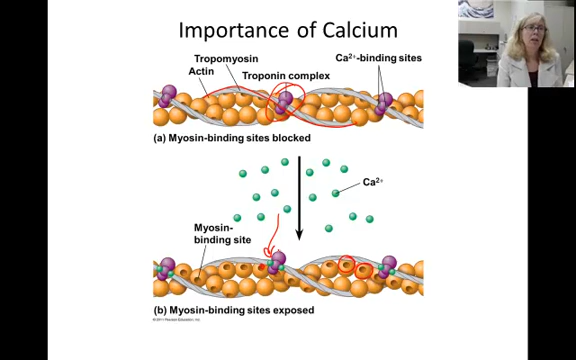 Importance of Calcium
Tropomyosin
Actin
Troponin complex
Ca2+-binding sites
(a) Myosin-binding sites blocked
Ca2+
Myosin-
binding site
(b) Myosin-binding sites exposed
© 2011 Pearson Education, Inc.